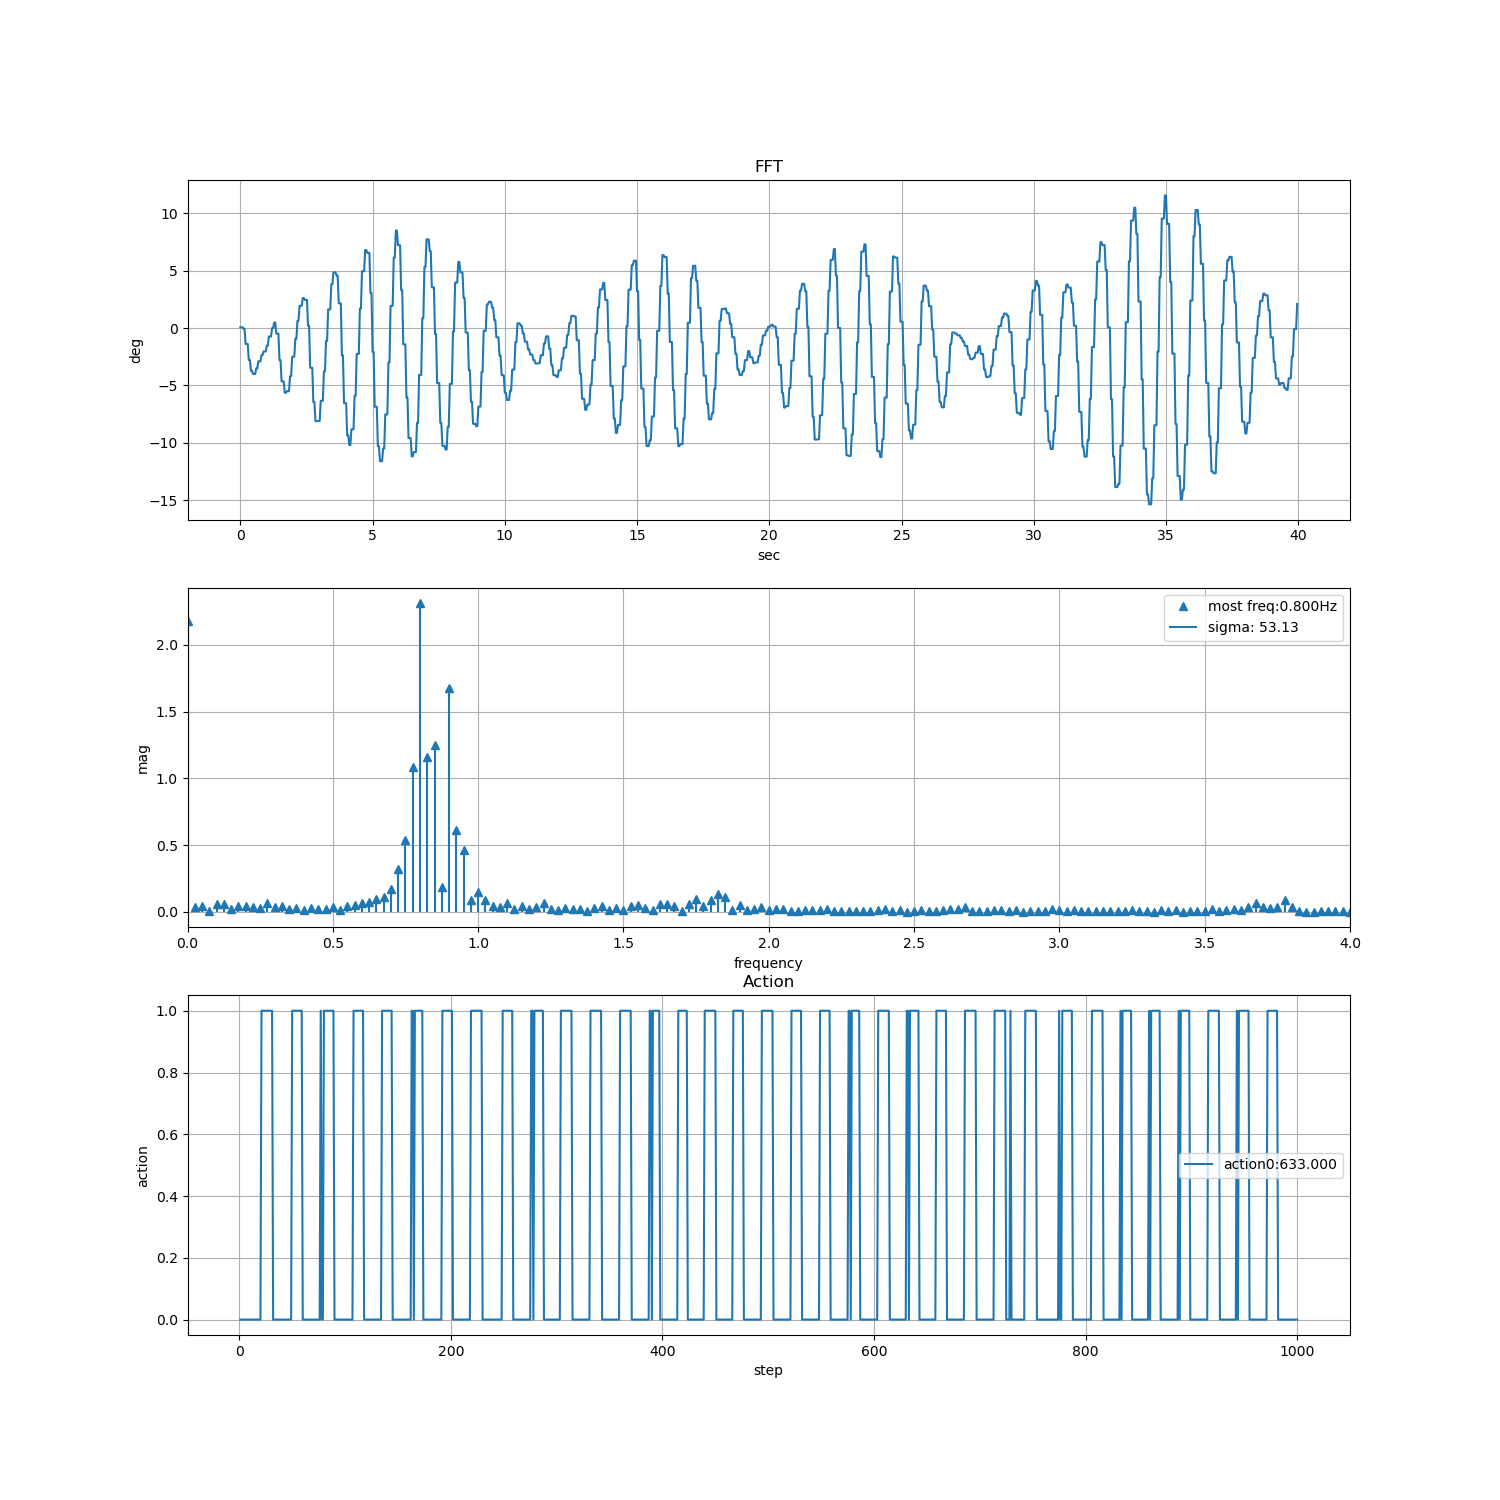 FFT
10
5
0
−5
−10
−15
deg
0 5 10 15 20 25 30 35 40
sec
most freq:0.800Hz
sigma: 53.13
2.0
1.5
1.0
0.5
0.0
mag
0.0 0.5 1.0 1.5 2.0 2.5 3.0 3.5 4.0
frequency
Action
1.0
0.8
0.6
0.4
0.2
0.0
action
action0:633.000
0 200 400 600 800 1000
step